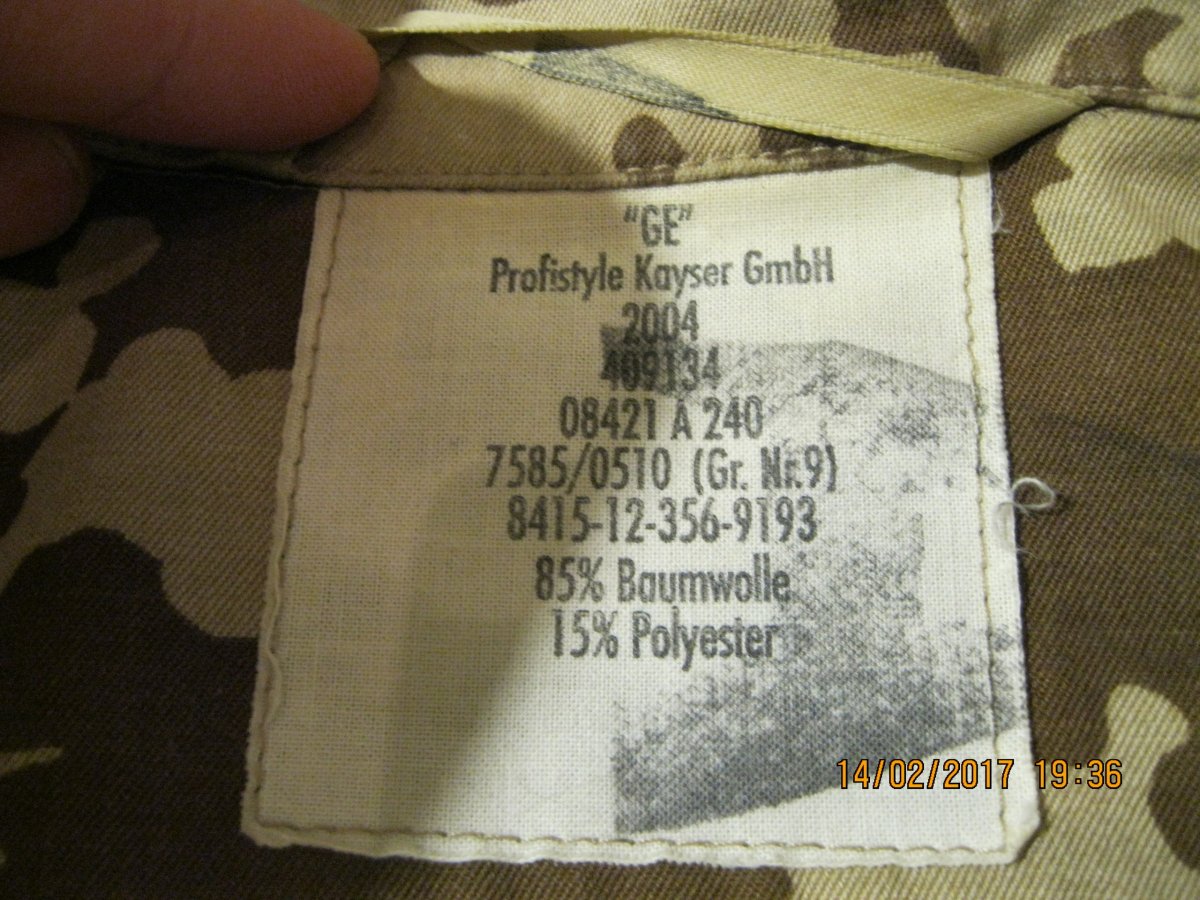 "GE"
Profistyle Kayser GmbH
2004
409134
08421 A 240
7585/0510 (Gr. Nr.9)
8415-12-356-9193
85% Baumwolle
15% Polyester
14/02/2017 19:36